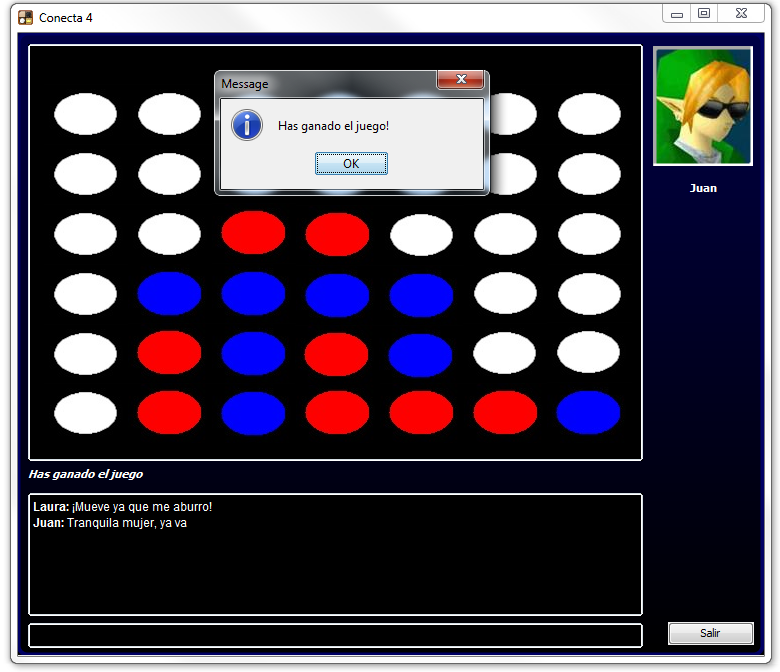 Conecta 4
Message
Has ganado el juego!
OK
Juan
Has ganado el juego
Laura: ¡Mueve ya que me aburro!
Juan: Tranquila mujer, ya va
Salir